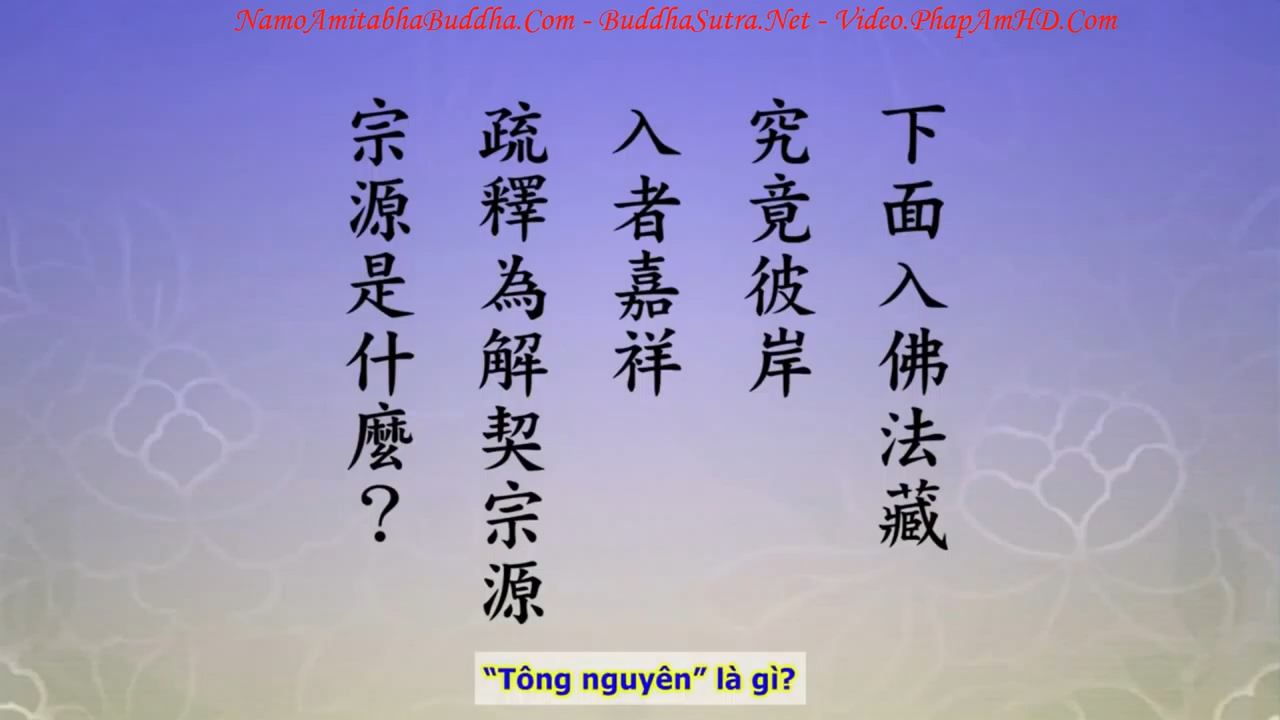 NamoAmitabhaBuddha.Com - BuddhaSutra.Net - Video.PhapAmHD.Com
下面入佛法藏
究竟彼岸
入者嘉祥
疏釋為解契宗源
宗源是什麼？
“Tông nguyên” là gì?